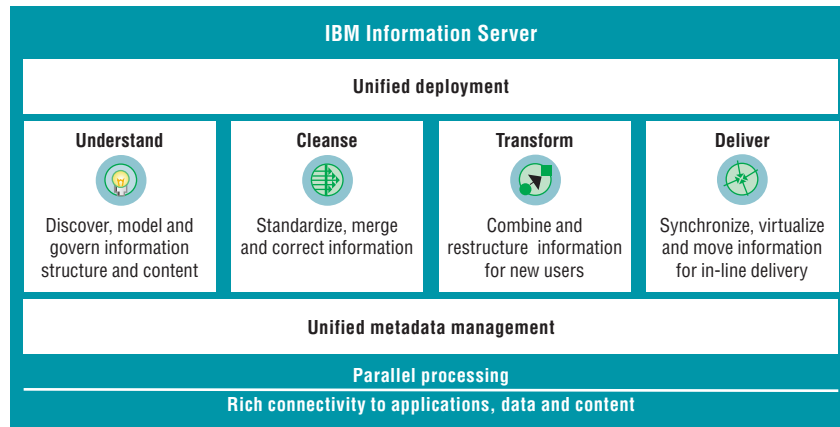 IBM Information Server
Unified deployment
Understand
Discover, model and
govern information
structure and content
Cleanse
Standardize, merge
and correct information
Transform
Combine and
restructure information
for new users
Deliver
Synchronize, virtualize
and move information
for in-line delivery
Unified metadata management
Parallel processing
Rich connectivity to applications, data and content